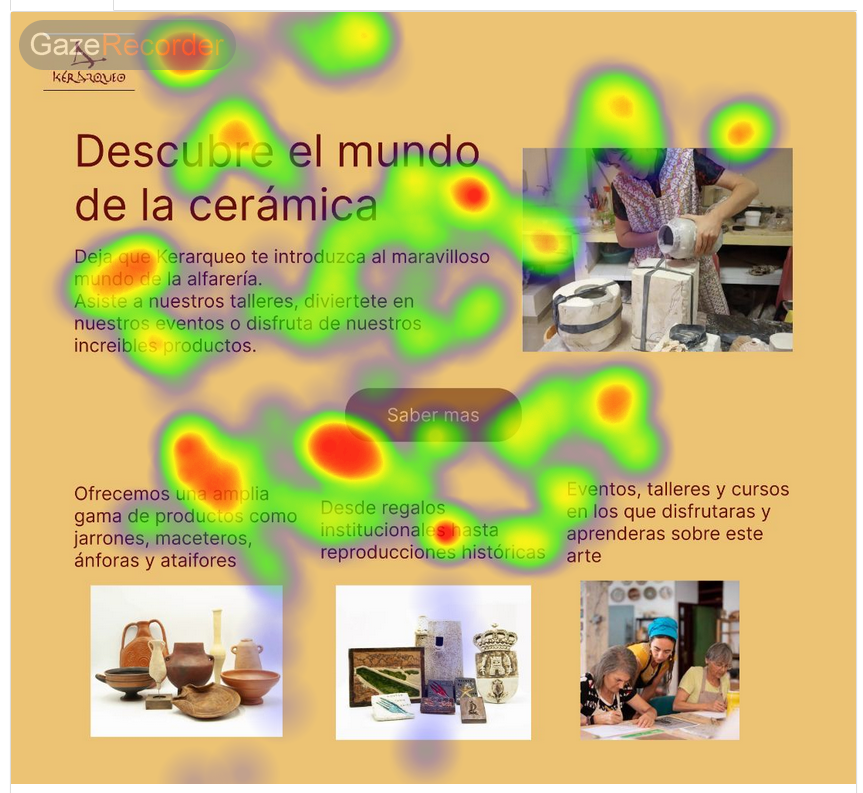 GazeRecorder
KERARQUEO
Descubre el mundo
de la cerámica
Deja que Kerarqueo te introduzca al maravilloso
mundo de la alfarería.
Asiste a nuestros talleres, diviertete en
nuestros eventos o disfruta de nuestros
increibles productos.
Saber mas
Ofrecemos una amplia
gama de productos como
jarrones, maceteros,
ánforas y ataifores
Desde regalos
institucionales hasta
reproducciones históricas
Eventos, talleres y cursos
en los que disfrutaras y
aprenderas sobre este
arte